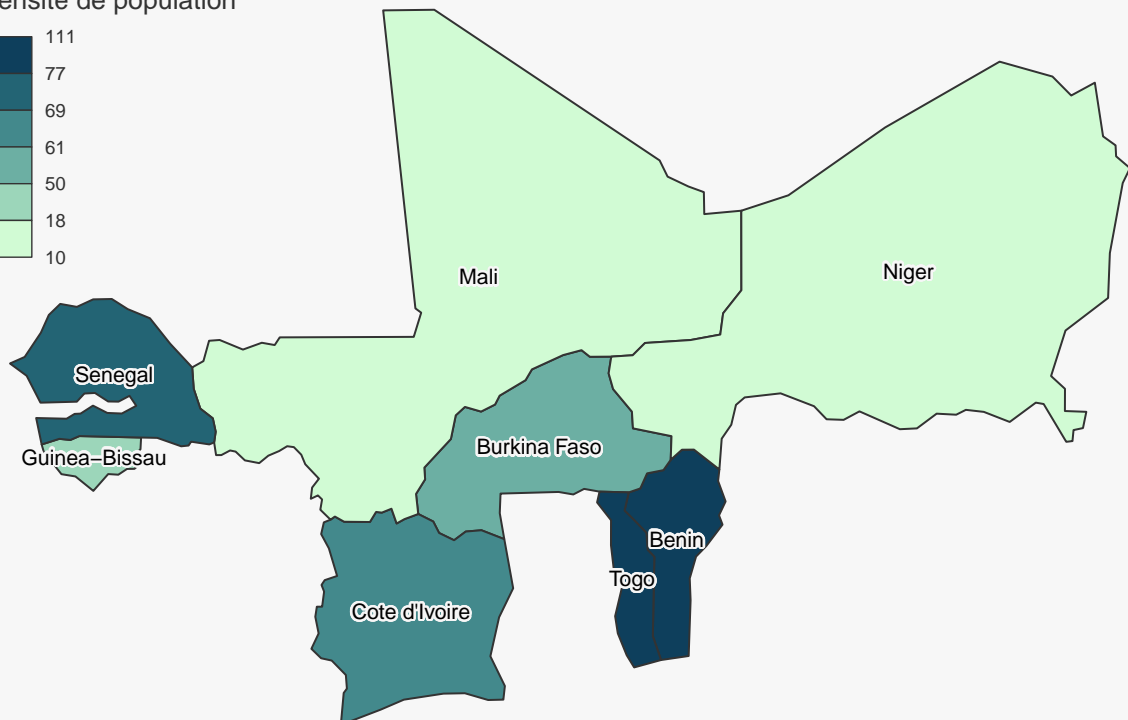 de population
111
77
69
61
50
18
10
Mali
Niger
Senegal
Burkina Faso
Guinea–Bissau
Benin
Togo
Cote d'Ivoire